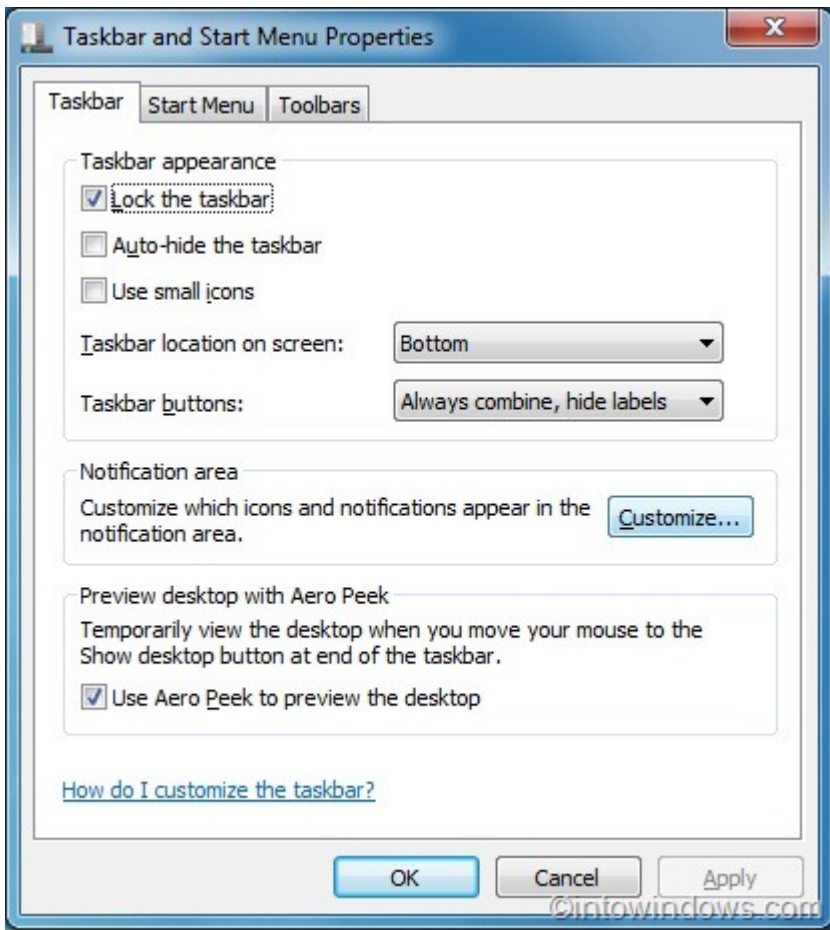 Taskbar and Start Menu Properties
x
Taskbar
Start Menu
Toolbars
Taskbar appearance
Lock the taskbar
Auto-hide the taskbar
Use small icons
Taskbar location on screen:
Bottom
Taskbar buttons:
Always combine, hide labels
Notification area
Customize which icons and notifications appear in the
notification area.
Customize...
Preview desktop with Aero Peek
Temporarily view the desktop when you move your mouse to the
Show desktop button at end of the taskbar.
Use Aero Peek to preview the desktop
How do I customize the taskbar?
OK
Cancel
Apply
©intowindows.com